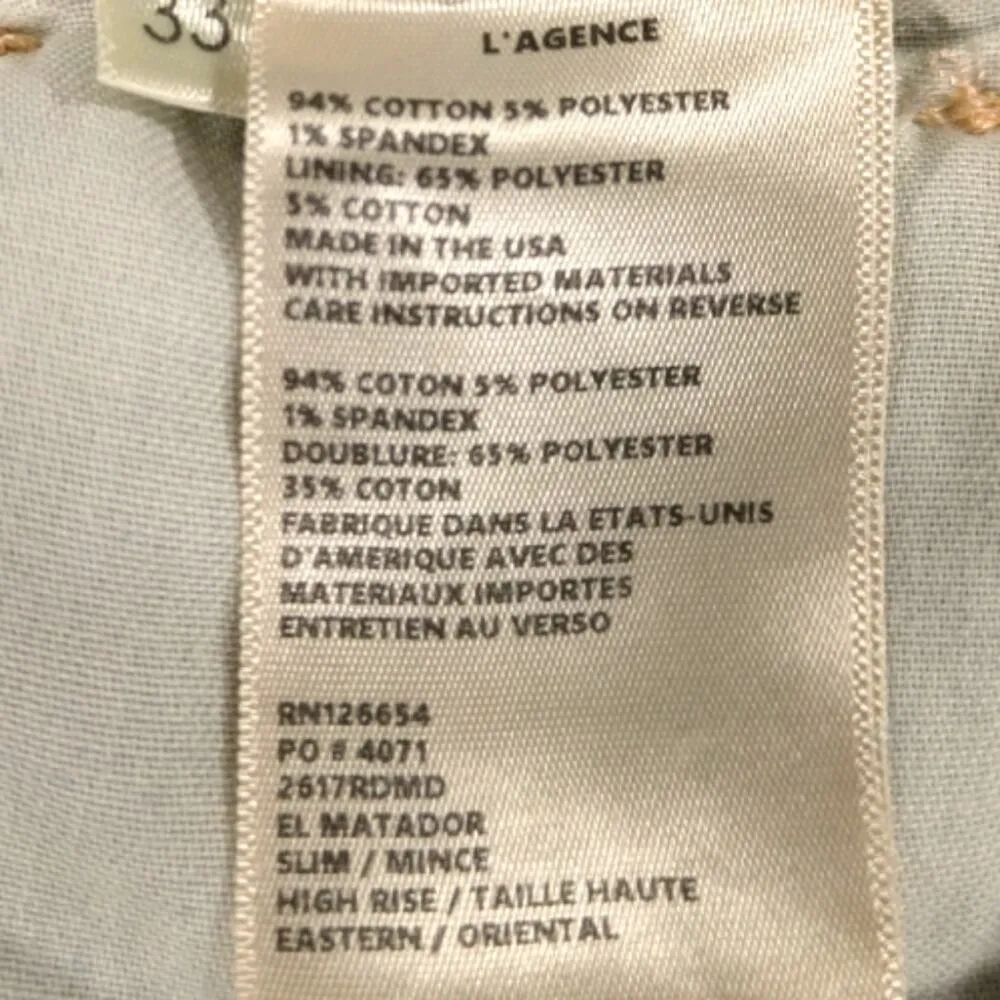 33
L'AGENCE
94% COTTON 5% POLYESTER
1% SPANDEX
LINING: 65% POLYESTER
5% COTTON
MADE IN THE USA
WITH IMPORTED MATERIALS
CARE INSTRUCTIONS ON REVERSE
94% COTON 5% POLYESTER
1% SPANDEX
DOUBLURE: 65% POLYESTER
35% COTON
FABRIQUE DANS LA ETATS-UNIS
D'AMERIQUE AVEC DES
MATERIAUX IMPORTES
ENTRETIEN AU VERSO
RN126654
PO # 4071
2617RDMD
EL MATADOR
SLIM / MINCE
HIGH RISE / TAILLE HAUTE
EASTERN / ORIENTAL